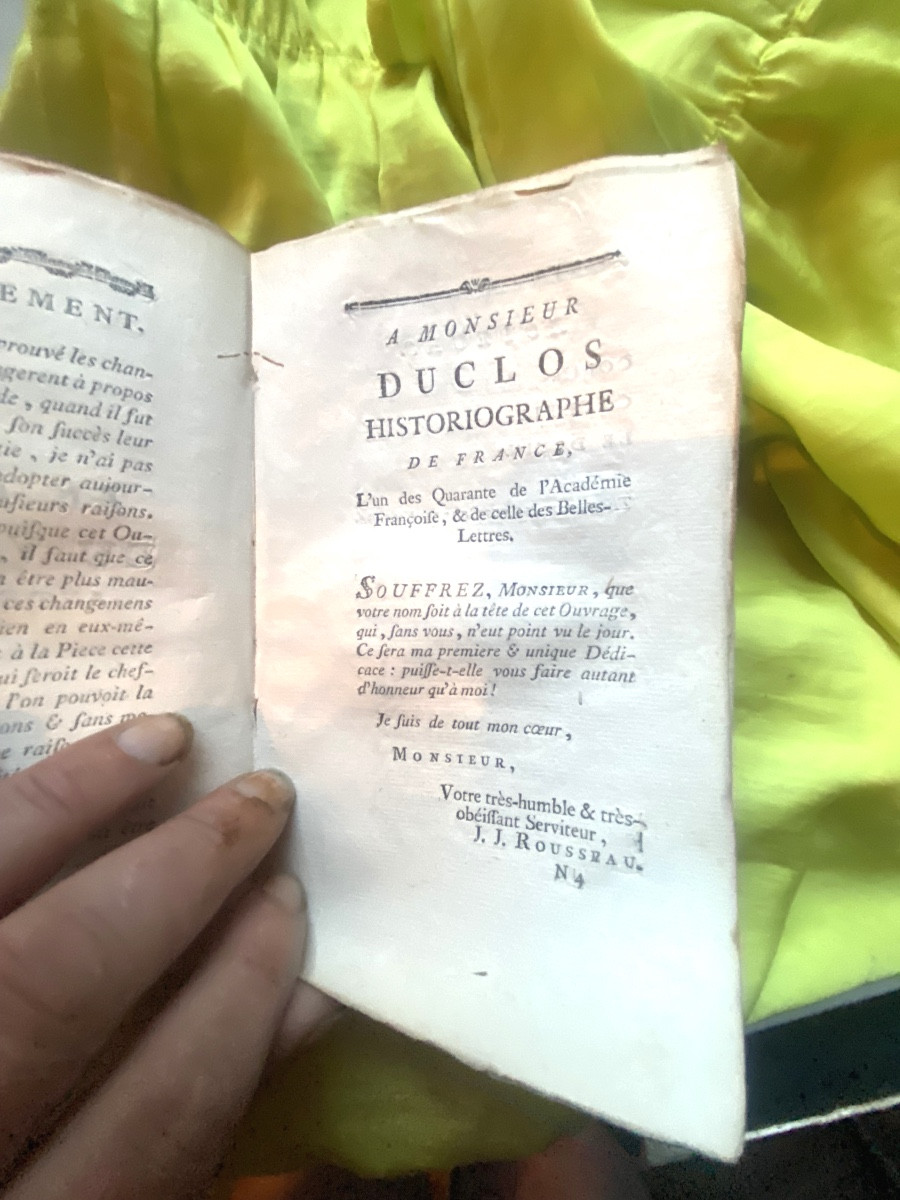 EMENT.
prouvé les chan-
gerent à propos
de, quand il fut
son succès leur
tie, je n'ai pas
adopter aujour-
usieurs raisons.
puisque cet Ou-
, il faut que ce
a être plus mau-
ces changemens
ien en eux-mê-
à la Piece cette
ui seroit le chef-
l'on pouvoit la
ons & sans
e
A MONSIEUR
DUCLOS
HISTORIOGRAPHE
DE FRANCE,
L'un des Quarante de l'Académie
Françoise, & de celle des Belles-
Lettres.
SOUFFREZ, MONSIEUR, que
votre nom soit à la tête de cet Ouvrage,
qui, sans vous, n'eut point vu le jour.
Ce sera ma premiere & unique Dédi-
cace : puisse-t-elle vous faire autant
d'honneur qu'à moi !
Je suis de tout mon cœur,
MONSIEUR,
Votre très-humble & très-
obéissant Serviteur,
J. J. ROUSSEAU.
N 4